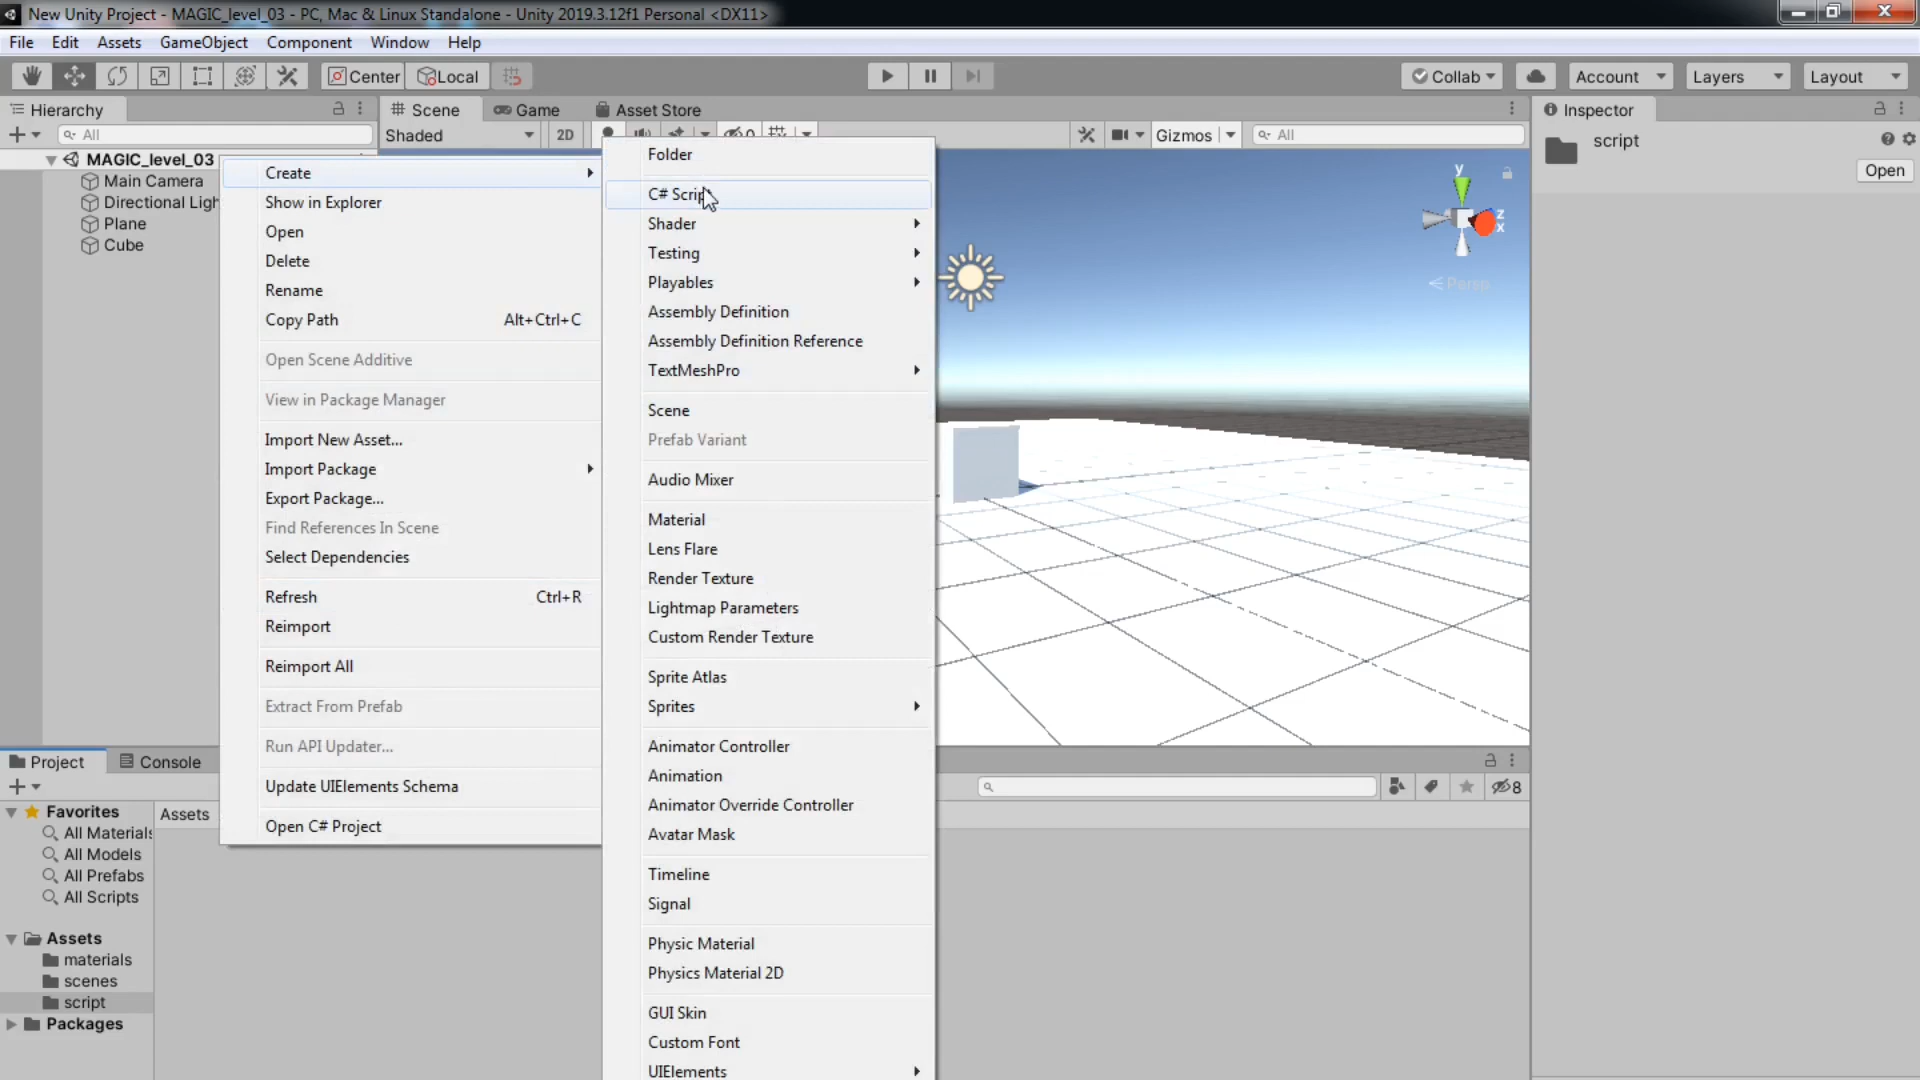 New Unity Project - MAGIC_level_03 - PC, Mac & Linux Standalone - Unity 2019.3.12f1 Personal <DX11>
File Edit Assets GameObject Component Window Help
Center Local Collab Account Layers Layout
Hierarchy Scene Game Asset Store Inspector
All Shaded 2D 0 Gizmos All script
Open
MAGIC_level_03
Main Camera
Directional Ligh
Plane
Cube
Create
Show in Explorer
Open
Delete
Rename
Copy Path Alt+Ctrl+C
Open Scene Additive
View in Package Manager
Import New Asset...
Import Package
Export Package...
Find References In Scene
Select Dependencies
Refresh Ctrl+R
Reimport
Reimport All
Extract From Prefab
Run API Updater...
Update UIElements Schema
Open C# Project
Folder
C# Script
Shader
Testing
Playables
Assembly Definition
Assembly Definition Reference
TextMeshPro
Scene
Prefab Variant
Audio Mixer
Material
Lens Flare
Render Texture
Lightmap Parameters
Custom Render Texture
Sprite Atlas
Sprites
Animator Controller
Animation
Animator Override Controller
Avatar Mask
Timeline
Signal
Physic Material
Physics Material 2D
GUI Skin
Custom Font
UIElements
y
z
x
Persp
Project Console
8
Favorites
All Materials
All Models
All Prefabs
All Scripts
Assets
materials
scenes
script
Packages
Assets